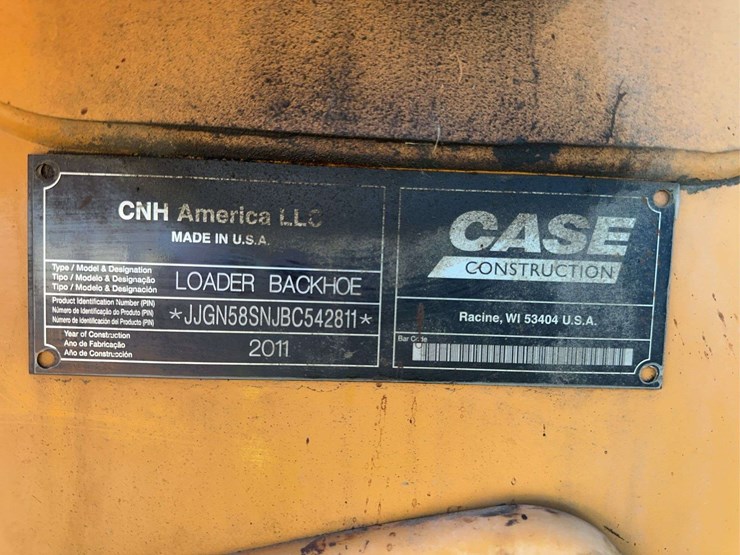 CNH America LLC
MADE IN U.S.A.
Type / Model & Designation
Tipo / Modelo & Designação
Tipo / Modelo & Designación
LOADER BACKHOE
Product Identification Number (PIN)
Número de Identificação do Produto (PIN)
Número de Identificación del Producto (PIN)
*JJGN58SNJBC542811*
Year of Construction
Año de Fabricação
Año de Construcción
2011
CASE
CONSTRUCTION
Racine, WI 53404 U.S.A.
Bar Code